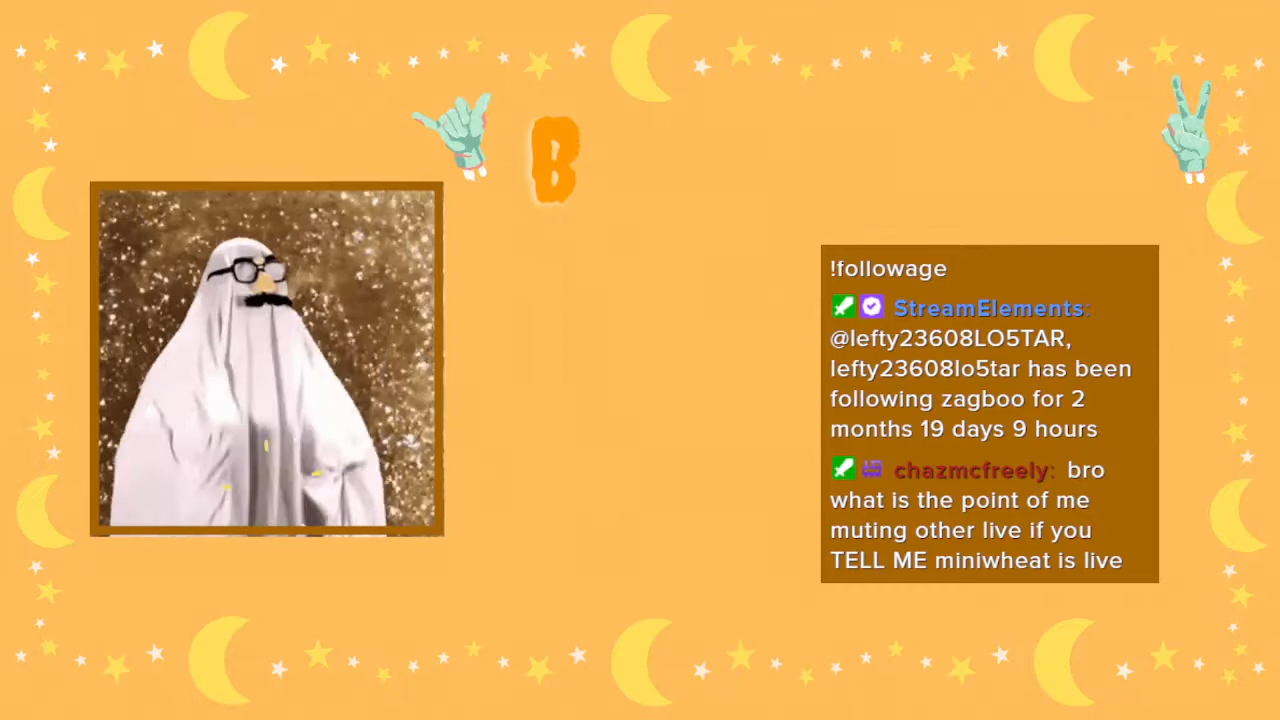 B
!followage
StreamElements:
@lefty23608LO5TAR,
lefty23608lo5tar has been
following zagboo for 2
months 19 days 9 hours
chazmcfreely: bro
what is the point of me
muting other live if you
TELL ME miniwheat is live